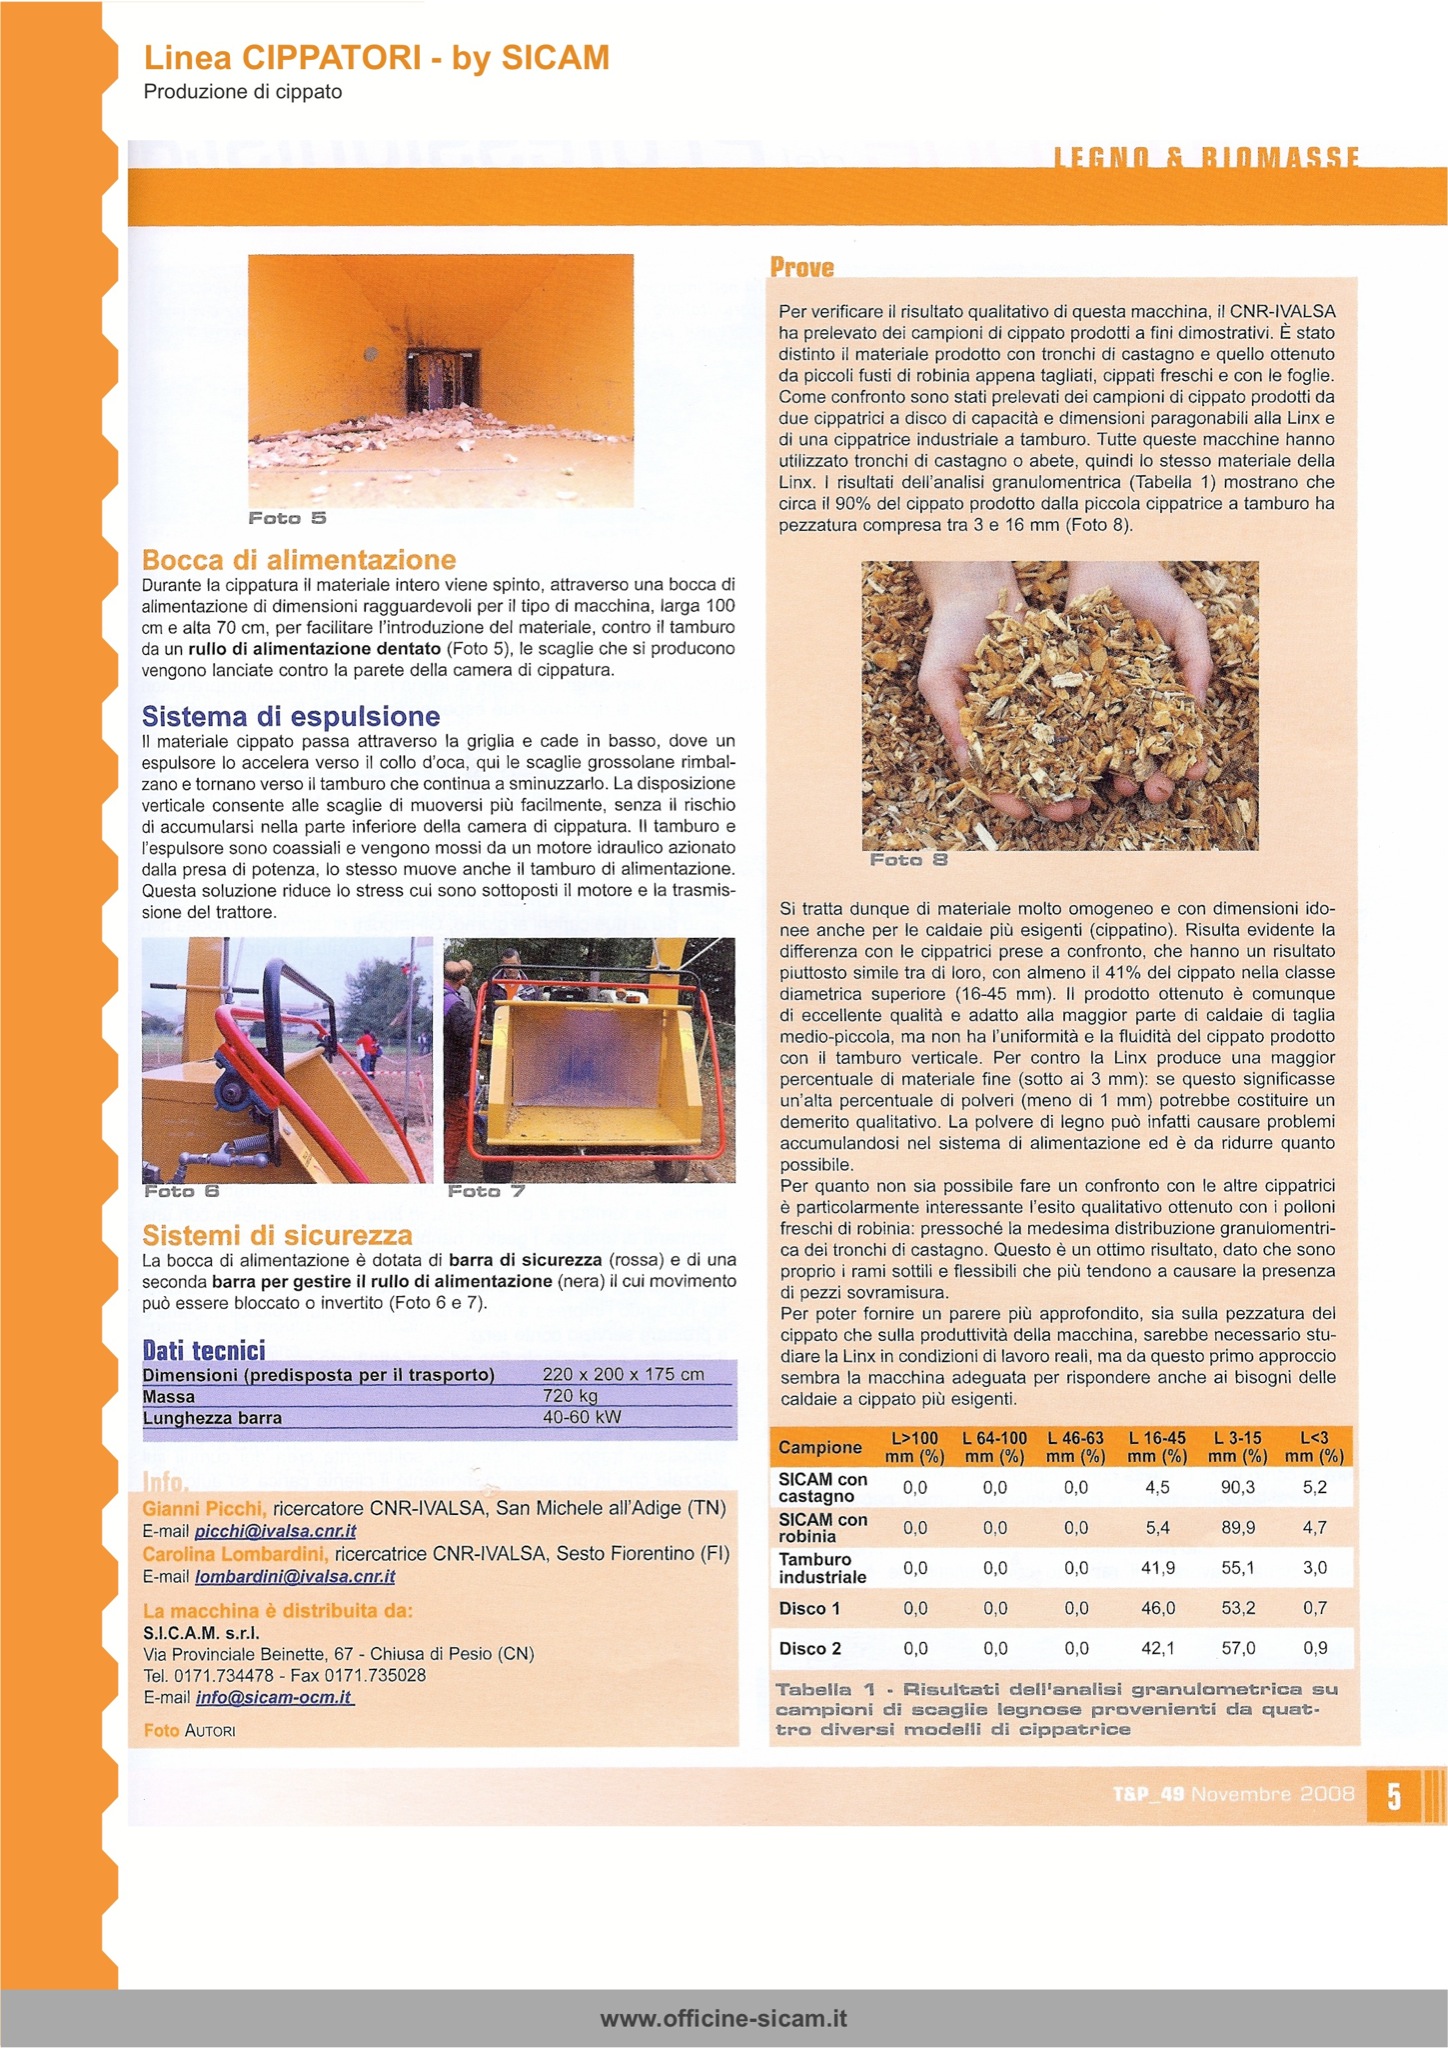 Linea CIPPATORI - by SICAM
Produzione di cippato
LEGNO & BIOMASSE
Foto 5
Bocca di alimentazione
Durante la cippatura il materiale intero viene spinto, attraverso una bocca di
alimentazione di dimensioni ragguardevoli per il tipo di macchina, larga 100
cm e alta 70 cm, per facilitare l'introduzione del materiale, contro il tamburo
da un rullo di alimentazione dentato (Foto 5), le scaglie che si producono
vengono lanciate contro la parete della camera di cippatura.
Sistema di espulsione
Il materiale cippato passa attraverso la griglia e cade in basso, dove un
espulsore lo accelera verso il collo d'oca, qui le scaglie grossolane rimbal-
zano e tornano verso il tamburo che continua a sminuzzarlo. La disposizione
verticale consente alle scaglie di muoversi più facilmente, senza il rischio
di accumularsi nella parte inferiore della camera di cippatura. Il tamburo e
l'espulsore sono coassiali e vengono mossi da un motore idraulico azionato
dalla presa di potenza, lo stesso muove anche il tamburo di alimentazione.
Questa soluzione riduce lo stress cui sono sottoposti il motore e la trasmis-
sione del trattore.
Foto 6
Foto 7
Sistemi di sicurezza
La bocca di alimentazione è dotata di barra di sicurezza (rossa) e di una
seconda barra per gestire il rullo di alimentazione (nera) il cui movimento
può essere bloccato o invertito (Foto 6 e 7).
Dati tecnici
Dimensioni (predisposta per il trasporto) 220 x 200 x 175 cm
Massa 720 kg
Lunghezza barra 40-60 kW
Info.
Gianni Picchi, ricercatore CNR-IVALSA, San Michele all'Adige (TN)
E-mail picchi@ivalsa.cnr.it
Carolina Lombardini, ricercatrice CNR-IVALSA, Sesto Fiorentino (FI)
E-mail lombardini@ivalsa.cnr.it
La macchina è distribuita da:
S.I.C.A.M. s.r.l.
Via Provinciale Beinette, 67 - Chiusa di Pesio (CN)
Tel. 0171.734478 - Fax 0171.735028
E-mail info@sicam-ocm.it
Foto AUTORI
Prove
Per verificare il risultato qualitativo di questa macchina, il CNR-IVALSA
ha prelevato dei campioni di cippato prodotti a fini dimostrativi. È stato
distinto il materiale prodotto con tronchi di castagno e quello ottenuto
da piccoli fusti di robinia appena tagliati, cippati freschi e con le foglie.
Come confronto sono stati prelevati dei campioni di cippato prodotti da
due cippatrici a disco di capacità e dimensioni paragonabili alla Linx e
di una cippatrice industriale a tamburo. Tutte queste macchine hanno
utilizzato tronchi di castagno o abete, quindi lo stesso materiale della
Linx. I risultati dell'analisi granulomentrica (Tabella 1) mostrano che
circa il 90% del cippato prodotto dalla piccola cippatrice a tamburo ha
pezzatura compresa tra 3 e 16 mm (Foto 8).
Foto 8
Si tratta dunque di materiale molto omogeneo e con dimensioni ido-
nee anche per le caldaie più esigenti (cippatino). Risulta evidente la
differenza con le cippatrici prese a confronto, che hanno un risultato
piuttosto simile tra di loro, con almeno il 41% del cippato nella classe
diametrica superiore (16-45 mm). Il prodotto ottenuto è comunque
di eccellente qualità e adatto alla maggior parte di caldaie di taglia
medio-piccola, ma non ha l'uniformità e la fluidità del cippato prodotto
con il tamburo verticale. Per contro la Linx produce una maggior
percentuale di materiale fine (sotto ai 3 mm): se questo significasse
un'alta percentuale di polveri (meno di 1 mm) potrebbe costituire un
demerito qualitativo. La polvere di legno può infatti causare problemi
accumulandosi nel sistema di alimentazione ed è da ridurre quanto
possibile.
Per quanto non sia possibile fare un confronto con le altre cippatrici
è particolarmente interessante l'esito qualitativo ottenuto con i polloni
freschi di robinia: pressoché la medesima distribuzione granulomentri-
ca dei tronchi di castagno. Questo è un ottimo risultato, dato che sono
proprio i rami sottili e flessibili che più tendono a causare la presenza
di pezzi sovramisura.
Per poter fornire un parere più approfondito, sia sulla pezzatura del
cippato che sulla produttività della macchina, sarebbe necessario stu-
diare la Linx in condizioni di lavoro reali, ma da questo primo approccio
sembra la macchina adeguata per rispondere anche ai bisogni delle
caldaie a cippato più esigenti.
Campione L>100 mm (%) L 64-100 mm (%) L 46-63 mm (%) L 16-45 mm (%) L 3-15 mm (%) L<3 mm (%)
SICAM con castagno 0,0 0,0 0,0 4,5 90,3 5,2
SICAM con robinia 0,0 0,0 0,0 5,4 89,9 4,7
Tamburo industriale 0,0 0,0 0,0 41,9 55,1 3,0
Disco 1 0,0 0,0 0,0 46,0 53,2 0,7
Disco 2 0,0 0,0 0,0 42,1 57,0 0,9
Tabella 1 - Risultati dell'analisi granulometrica su
campioni di scaglie legnose provenienti da quat-
tro diversi modelli di cippatrice
T&P_49 Novembre 2008 5
www.officine-sicam.it